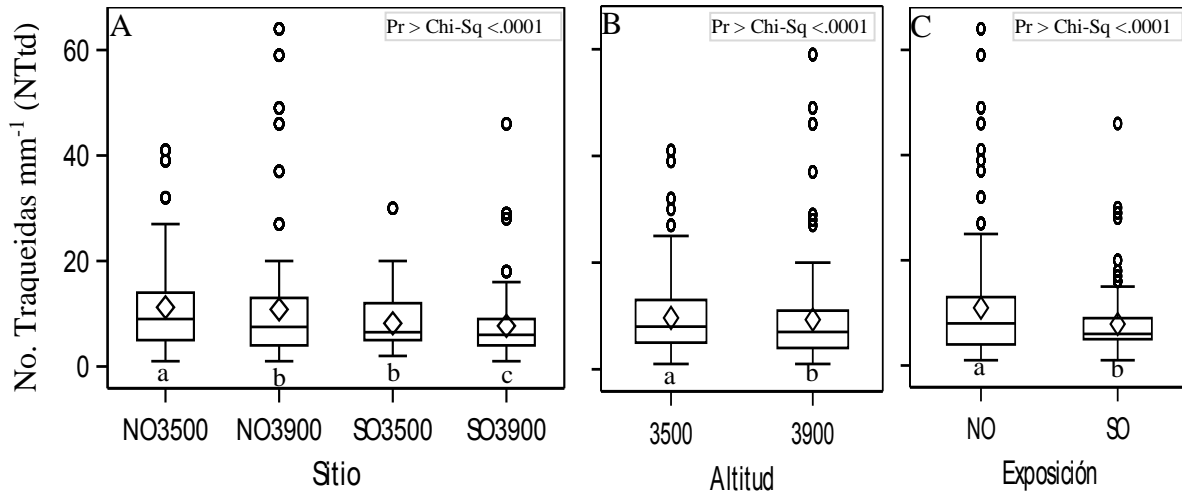 A
Pr > Chi-Sq <.0001
B
Pr > Chi-Sq <.0001
C
Pr > Chi-Sq <.0001
No. Traqueidas mm-1 (NTtd)
60
40
20
0
a b b c
a b
a b
NO3500 NO3900 SO3500 SO3900
3500 3900
NO SO
Sitio
Altitud
Exposición